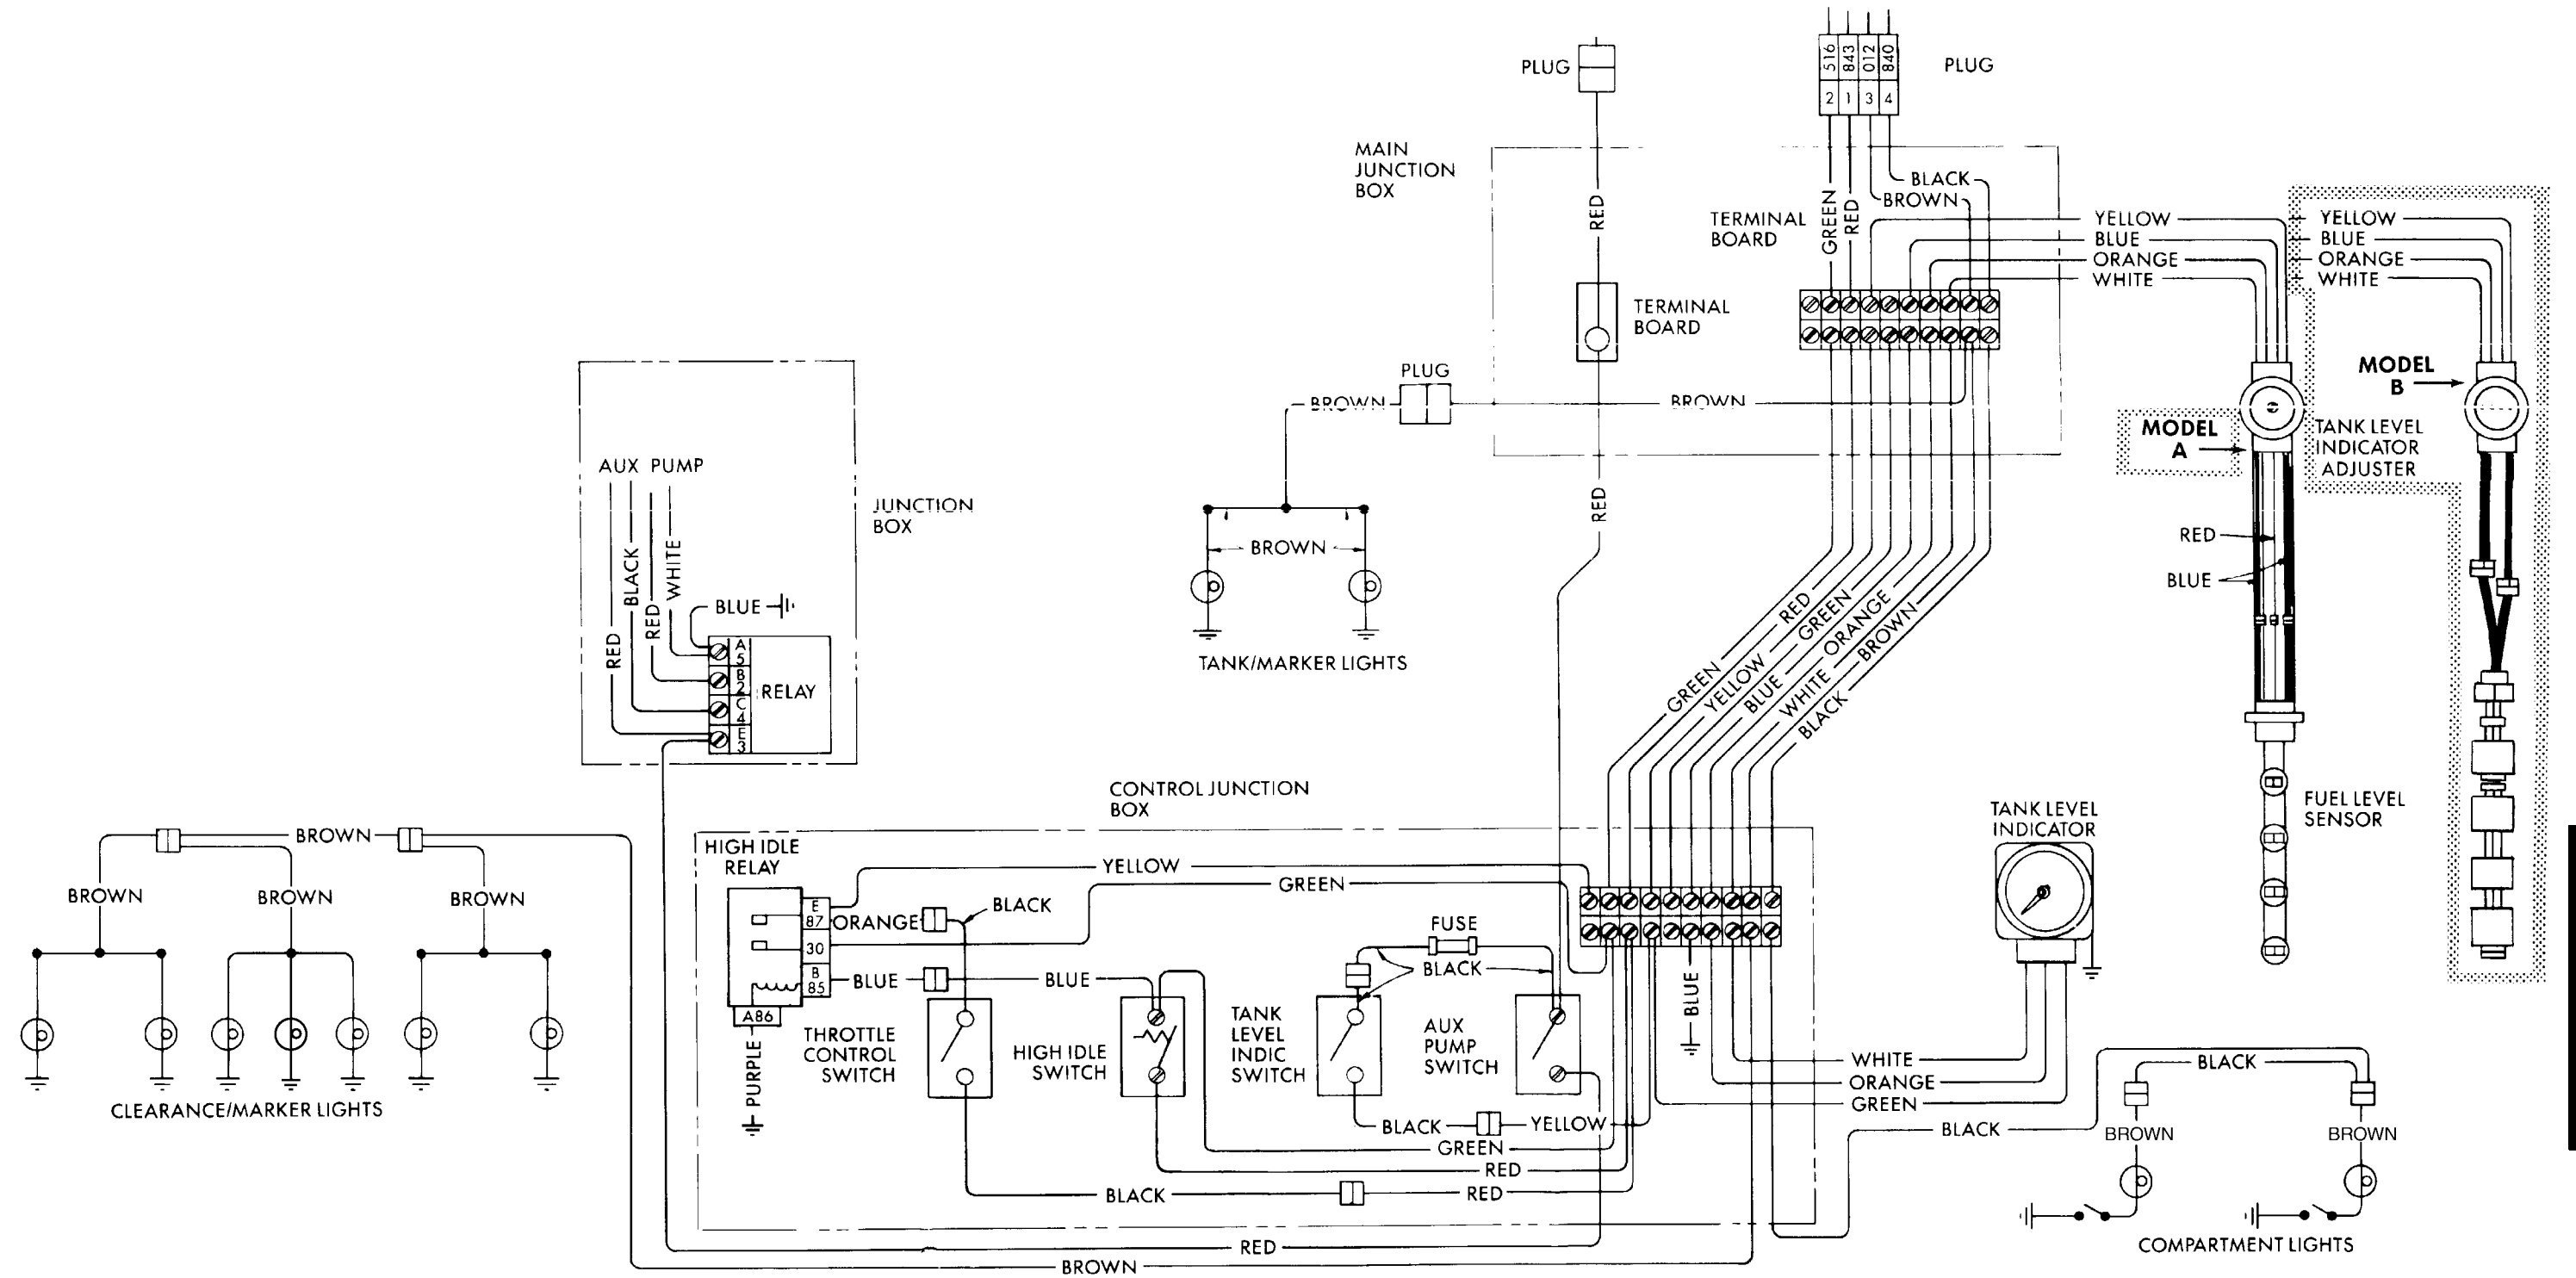 516 843 012 840
2 1 3 4
PLUG
PLUG
MAIN
JUNCTION
BOX
RED
GREEN
RED
BLACK
BROWN
TERMINAL
BOARD
TERMINAL
BOARD
YELLOW
BLUE
ORANGE
WHITE
YELLOW
BLUE
ORANGE
WHITE
PLUG
BROWN
BROWN
MODEL
B
MODEL
A
TANK LEVEL
INDICATOR
ADJUSTER
RED
BLUE
FUEL LEVEL
SENSOR
RED
BROWN
TANK/MARKER LIGHTS
AUX PUMP
JUNCTION
BOX
RED
BLACK
RED
WHITE
BLUE
A
5
B
2
C
4
E
3
RELAY
GREEN
RED
YELLOW
GREEN
BLUE
ORANGE
WHITE
BROWN
BLACK
CONTROL JUNCTION
BOX
BROWN
BROWN
BROWN
BROWN
CLEARANCE/MARKER LIGHTS
HIGH IDLE
RELAY
E
87
30
B
85
A86
PURPLE
YELLOW
GREEN
ORANGE
BLACK
BLUE
BLUE
THROTTLE
CONTROL
SWITCH
HIGH IDLE
SWITCH
TANK
LEVEL
INDIC
SWITCH
AUX
PUMP
SWITCH
FUSE
BLACK
BLUE
BLACK
YELLOW
GREEN
RED
BLACK
RED
TANK LEVEL
INDICATOR
WHITE
ORANGE
GREEN
BLACK
BLACK
BROWN
BROWN
COMPARTMENT LIGHTS
RED
BROWN